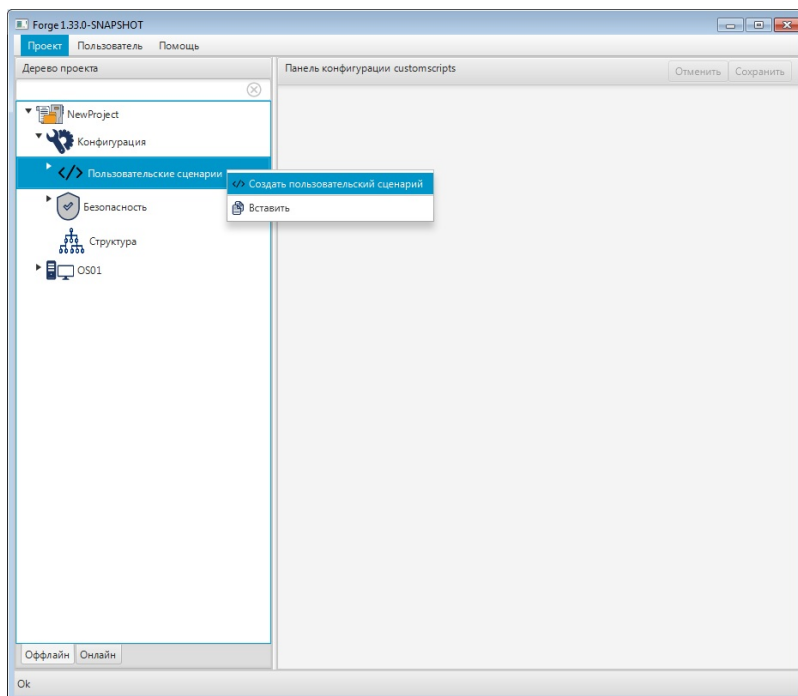 Forge 1.33.0-SNAPSHOT
Проект Пользователь Помощь
Дерево проекта
Панель конфигурации customscripts
Отменить Сохранить
NewProject
Конфигурация
Пользовательские сценарии
Создать пользовательский сценарий
Вставить
Безопасность
Структура
OS01
Оффлайн Онлайн
Ok